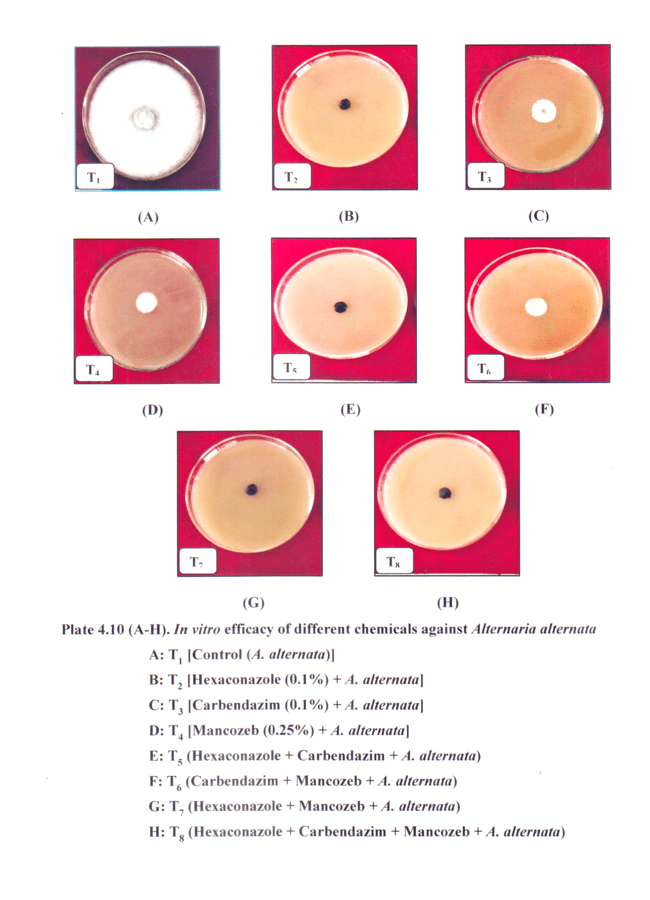 T₁ T₂ T₃
(A) (B) (C)
T₄ T₅ T₆
(D) (E) (F)
T₇ T₈
(G) (H)
Plate 4.10 (A-H). In vitro efficacy of different chemicals against Alternaria alternata
A: T₁ [Control (A. alternata)]
B: T₂ [Hexaconazole (0.1%) + A. alternata]
C: T₃ [Carbendazim (0.1%) + A. alternata]
D: T₄ [Mancozeb (0.25%) + A. alternata]
E: T₅ (Hexaconazole + Carbendazim + A. alternata)
F: T₆ (Carbendazim + Mancozeb + A. alternata)
G: T₇ (Hexaconazole + Mancozeb + A. alternata)
H: T₈ (Hexaconazole + Carbendazim + Mancozeb + A. alternata)